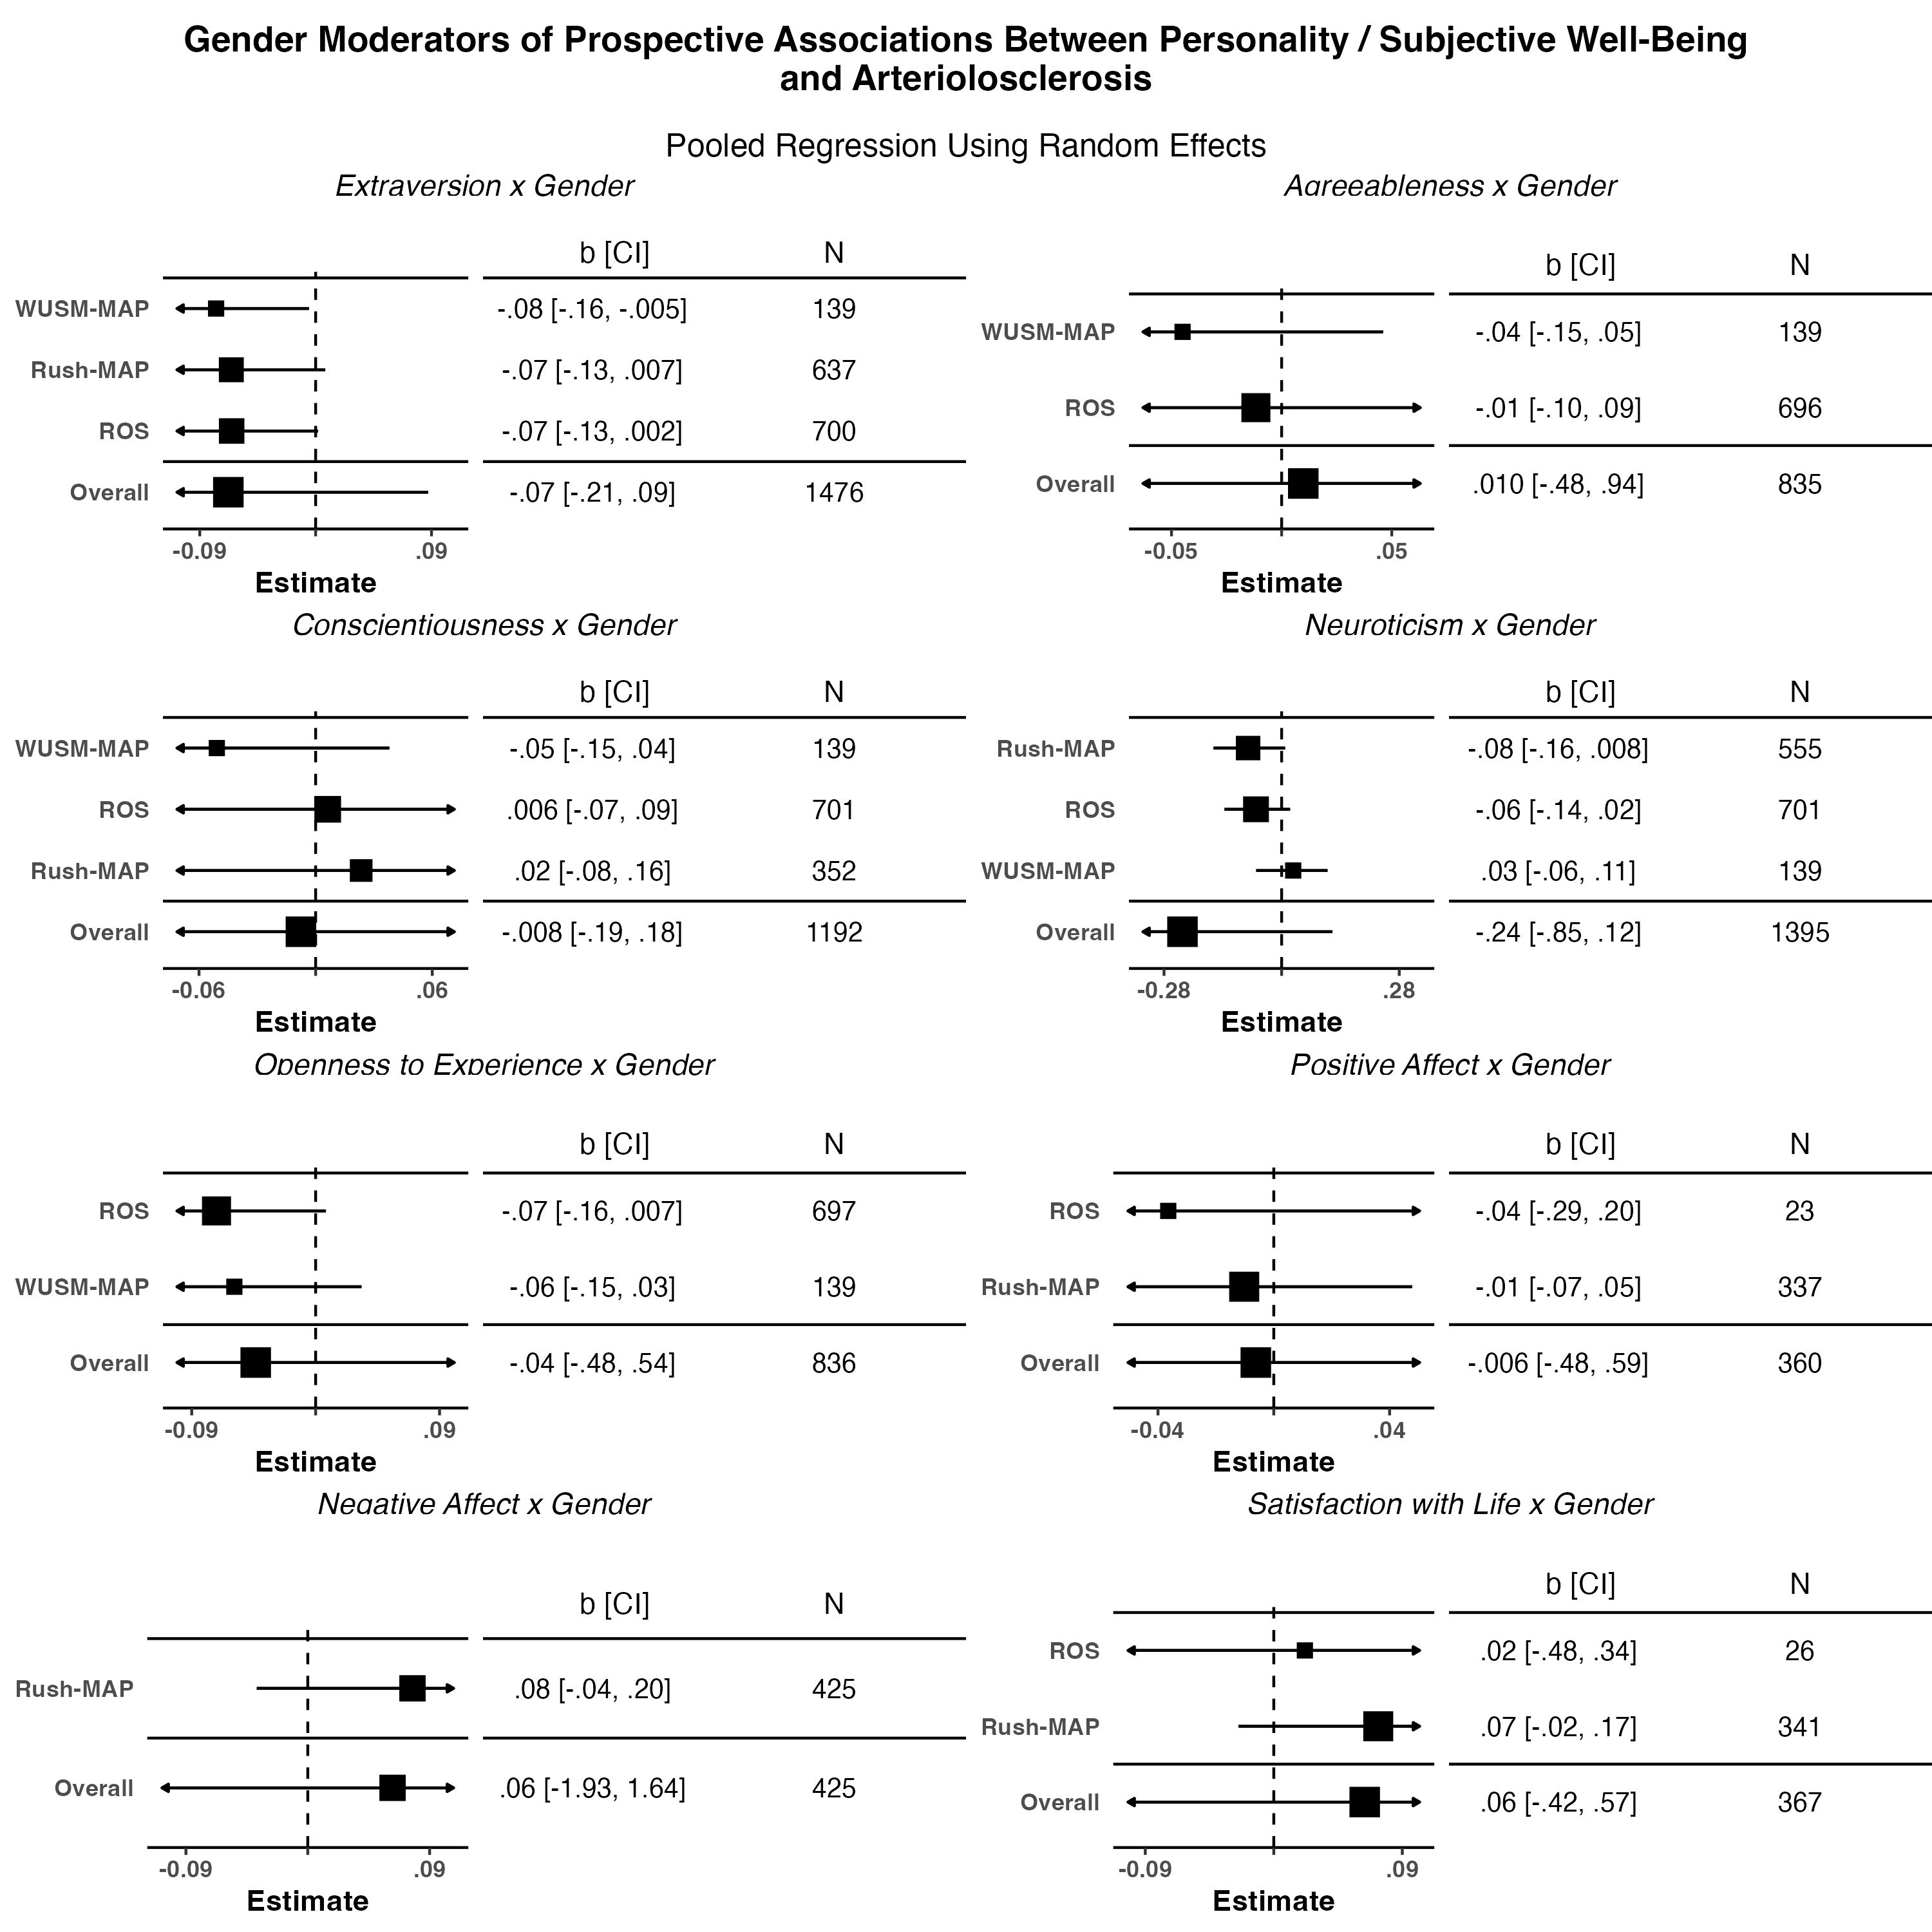 Gender Moderators of Prospective Associations Between Personality / Subjective Well-Being
and Arteriolosclerosis
Pooled Regression Using Random Effects
Extraversion x Gender
b [CI] N
WUSM-MAP -.08 [-.16, -.005] 139
Rush-MAP -.07 [-.13, .007] 637
ROS -.07 [-.13, .002] 700
Overall -.07 [-.21, .09] 1476
-0.09 .09
Estimate
Agreeableness x Gender
b [CI] N
WUSM-MAP -.04 [-.15, .05] 139
ROS -.01 [-.10, .09] 696
Overall .010 [-.48, .94] 835
-0.05 .05
Estimate
Conscientiousness x Gender
b [CI] N
WUSM-MAP -.05 [-.15, .04] 139
ROS .006 [-.07, .09] 701
Rush-MAP .02 [-.08, .16] 352
Overall -.008 [-.19, .18] 1192
-0.06 .06
Estimate
Neuroticism x Gender
b [CI] N
Rush-MAP -.08 [-.16, .008] 555
ROS -.06 [-.14, .02] 701
WUSM-MAP .03 [-.06, .11] 139
Overall -.24 [-.85, .12] 1395
-0.28 .28
Estimate
Openness to Experience x Gender
b [CI] N
ROS -.07 [-.16, .007] 697
WUSM-MAP -.06 [-.15, .03] 139
Overall -.04 [-.48, .54] 836
-0.09 .09
Estimate
Positive Affect x Gender
b [CI] N
ROS -.04 [-.29, .20] 23
Rush-MAP -.01 [-.07, .05] 337
Overall -.006 [-.48, .59] 360
-0.04 .04
Estimate
Negative Affect x Gender
b [CI] N
Rush-MAP .08 [-.04, .20] 425
Overall .06 [-1.93, 1.64] 425
-0.09 .09
Estimate
Satisfaction with Life x Gender
b [CI] N
ROS .02 [-.48, .34] 26
Rush-MAP .07 [-.02, .17] 341
Overall .06 [-.42, .57] 367
-0.09 .09
Estimate